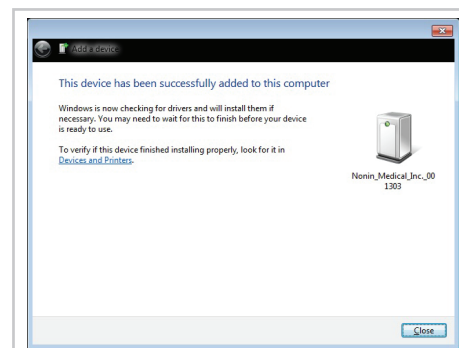 Add a device
This device has been successfully added to this computer
Windows is now checking for drivers and will install them if
necessary. You may need to wait for this to finish before your device
is ready to use.
To verify if this device finished installing properly, look for it in
Devices and Printers.
Nonin_Medical_Inc._00
1303
Close